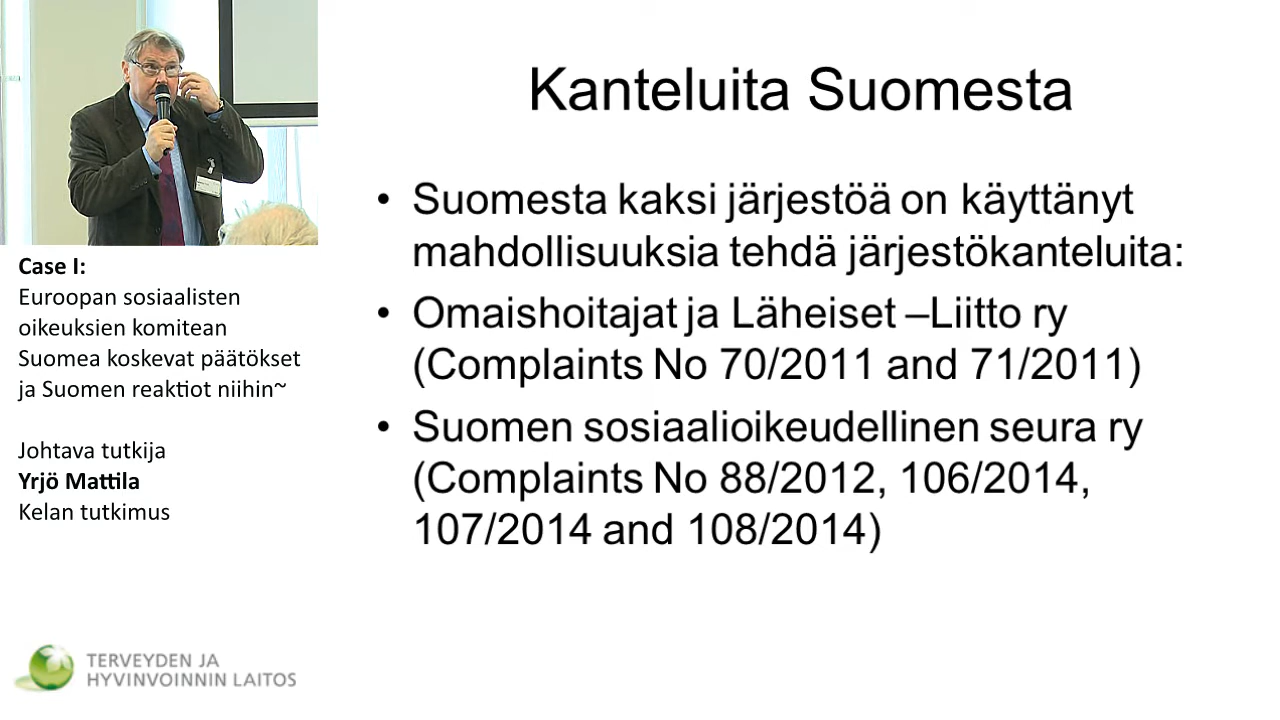 Case I:
Euroopan sosiaalisten
oikeuksien komitean
Suomea koskevat päätökset
ja Suomen reaktiot niihin~
Johtava tutkija
Yrjö Mattila
Kelan tutkimus
TERVEYDEN JA
HYVINVOINNIN LAITOS
Kanteluita Suomesta
• Suomesta kaksi järjestöä on käyttänyt
mahdollisuuksia tehdä järjestökanteluita:
• Omaishoitajat ja Läheiset –Liitto ry
(Complaints No 70/2011 and 71/2011)
• Suomen sosiaalioikeudellinen seura ry
(Complaints No 88/2012, 106/2014,
107/2014 and 108/2014)